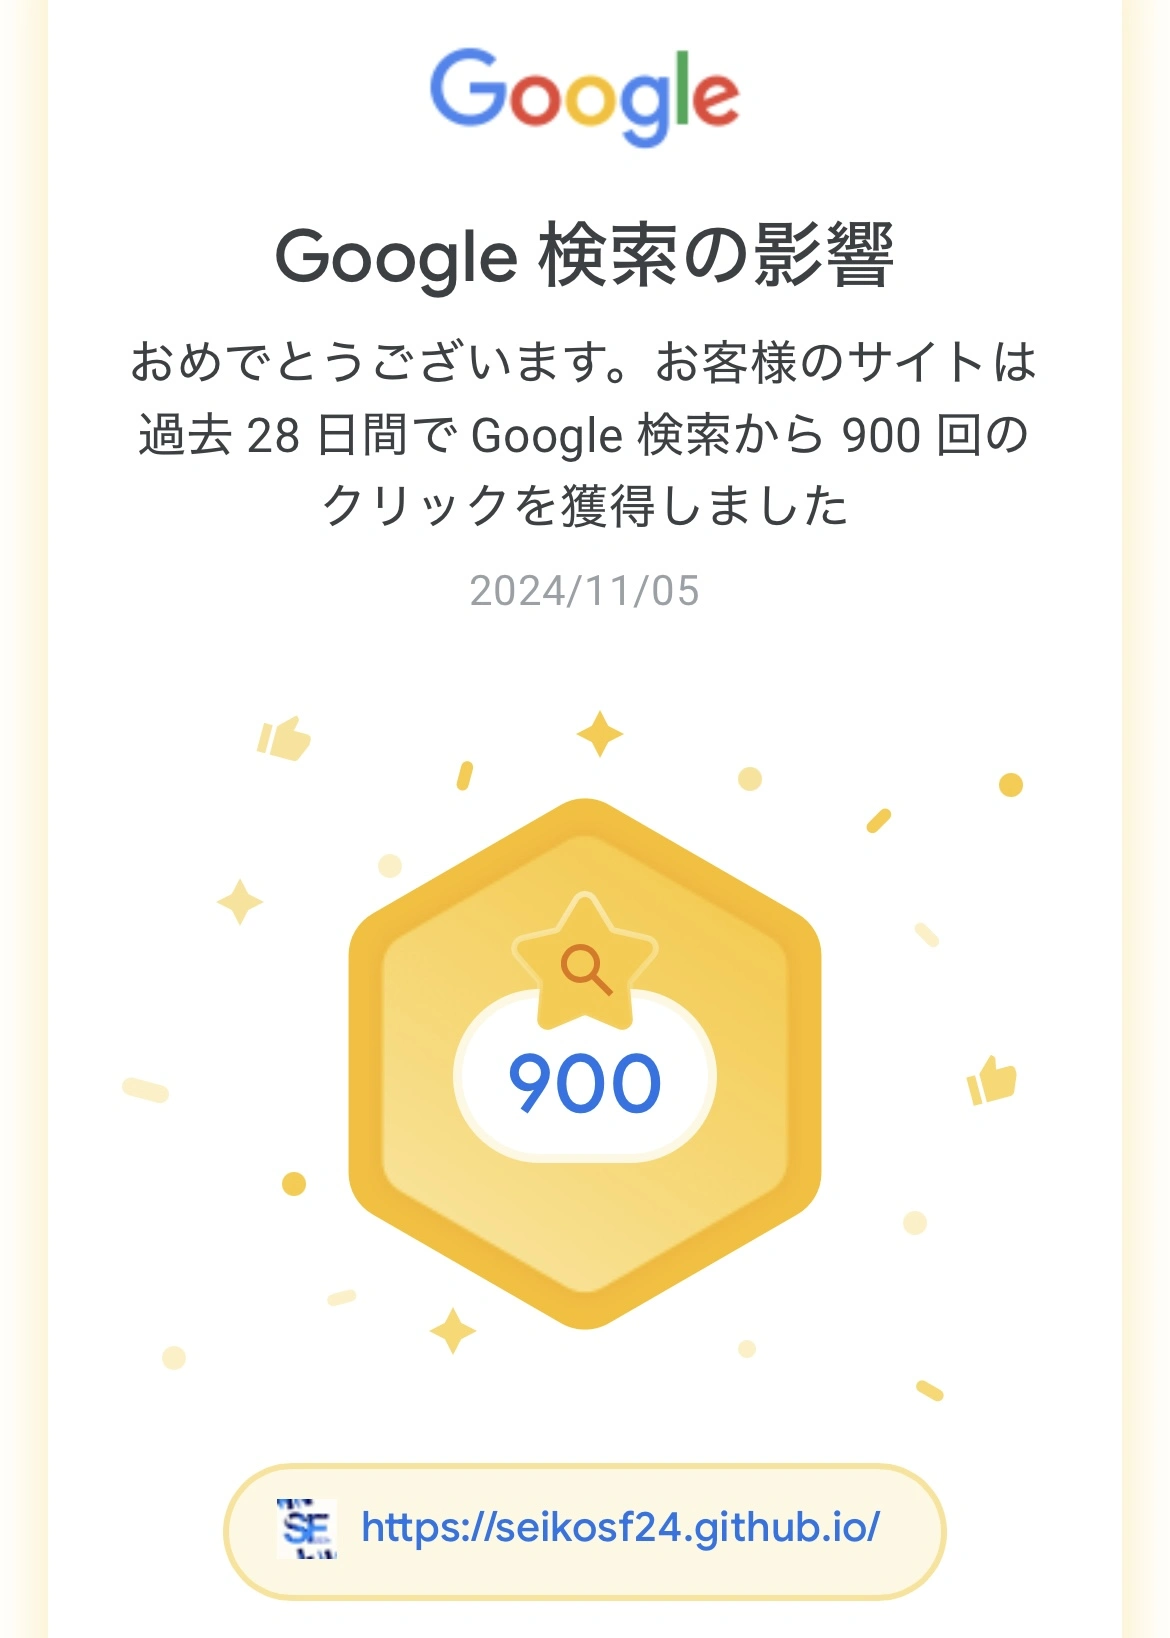 Google
Google 検索の影響
おめでとうございます。お客様のサイトは
過去 28 日間で Google 検索から 900 回の
クリックを獲得しました
2024/11/05
900
SE
https://seikosf24.github.io/